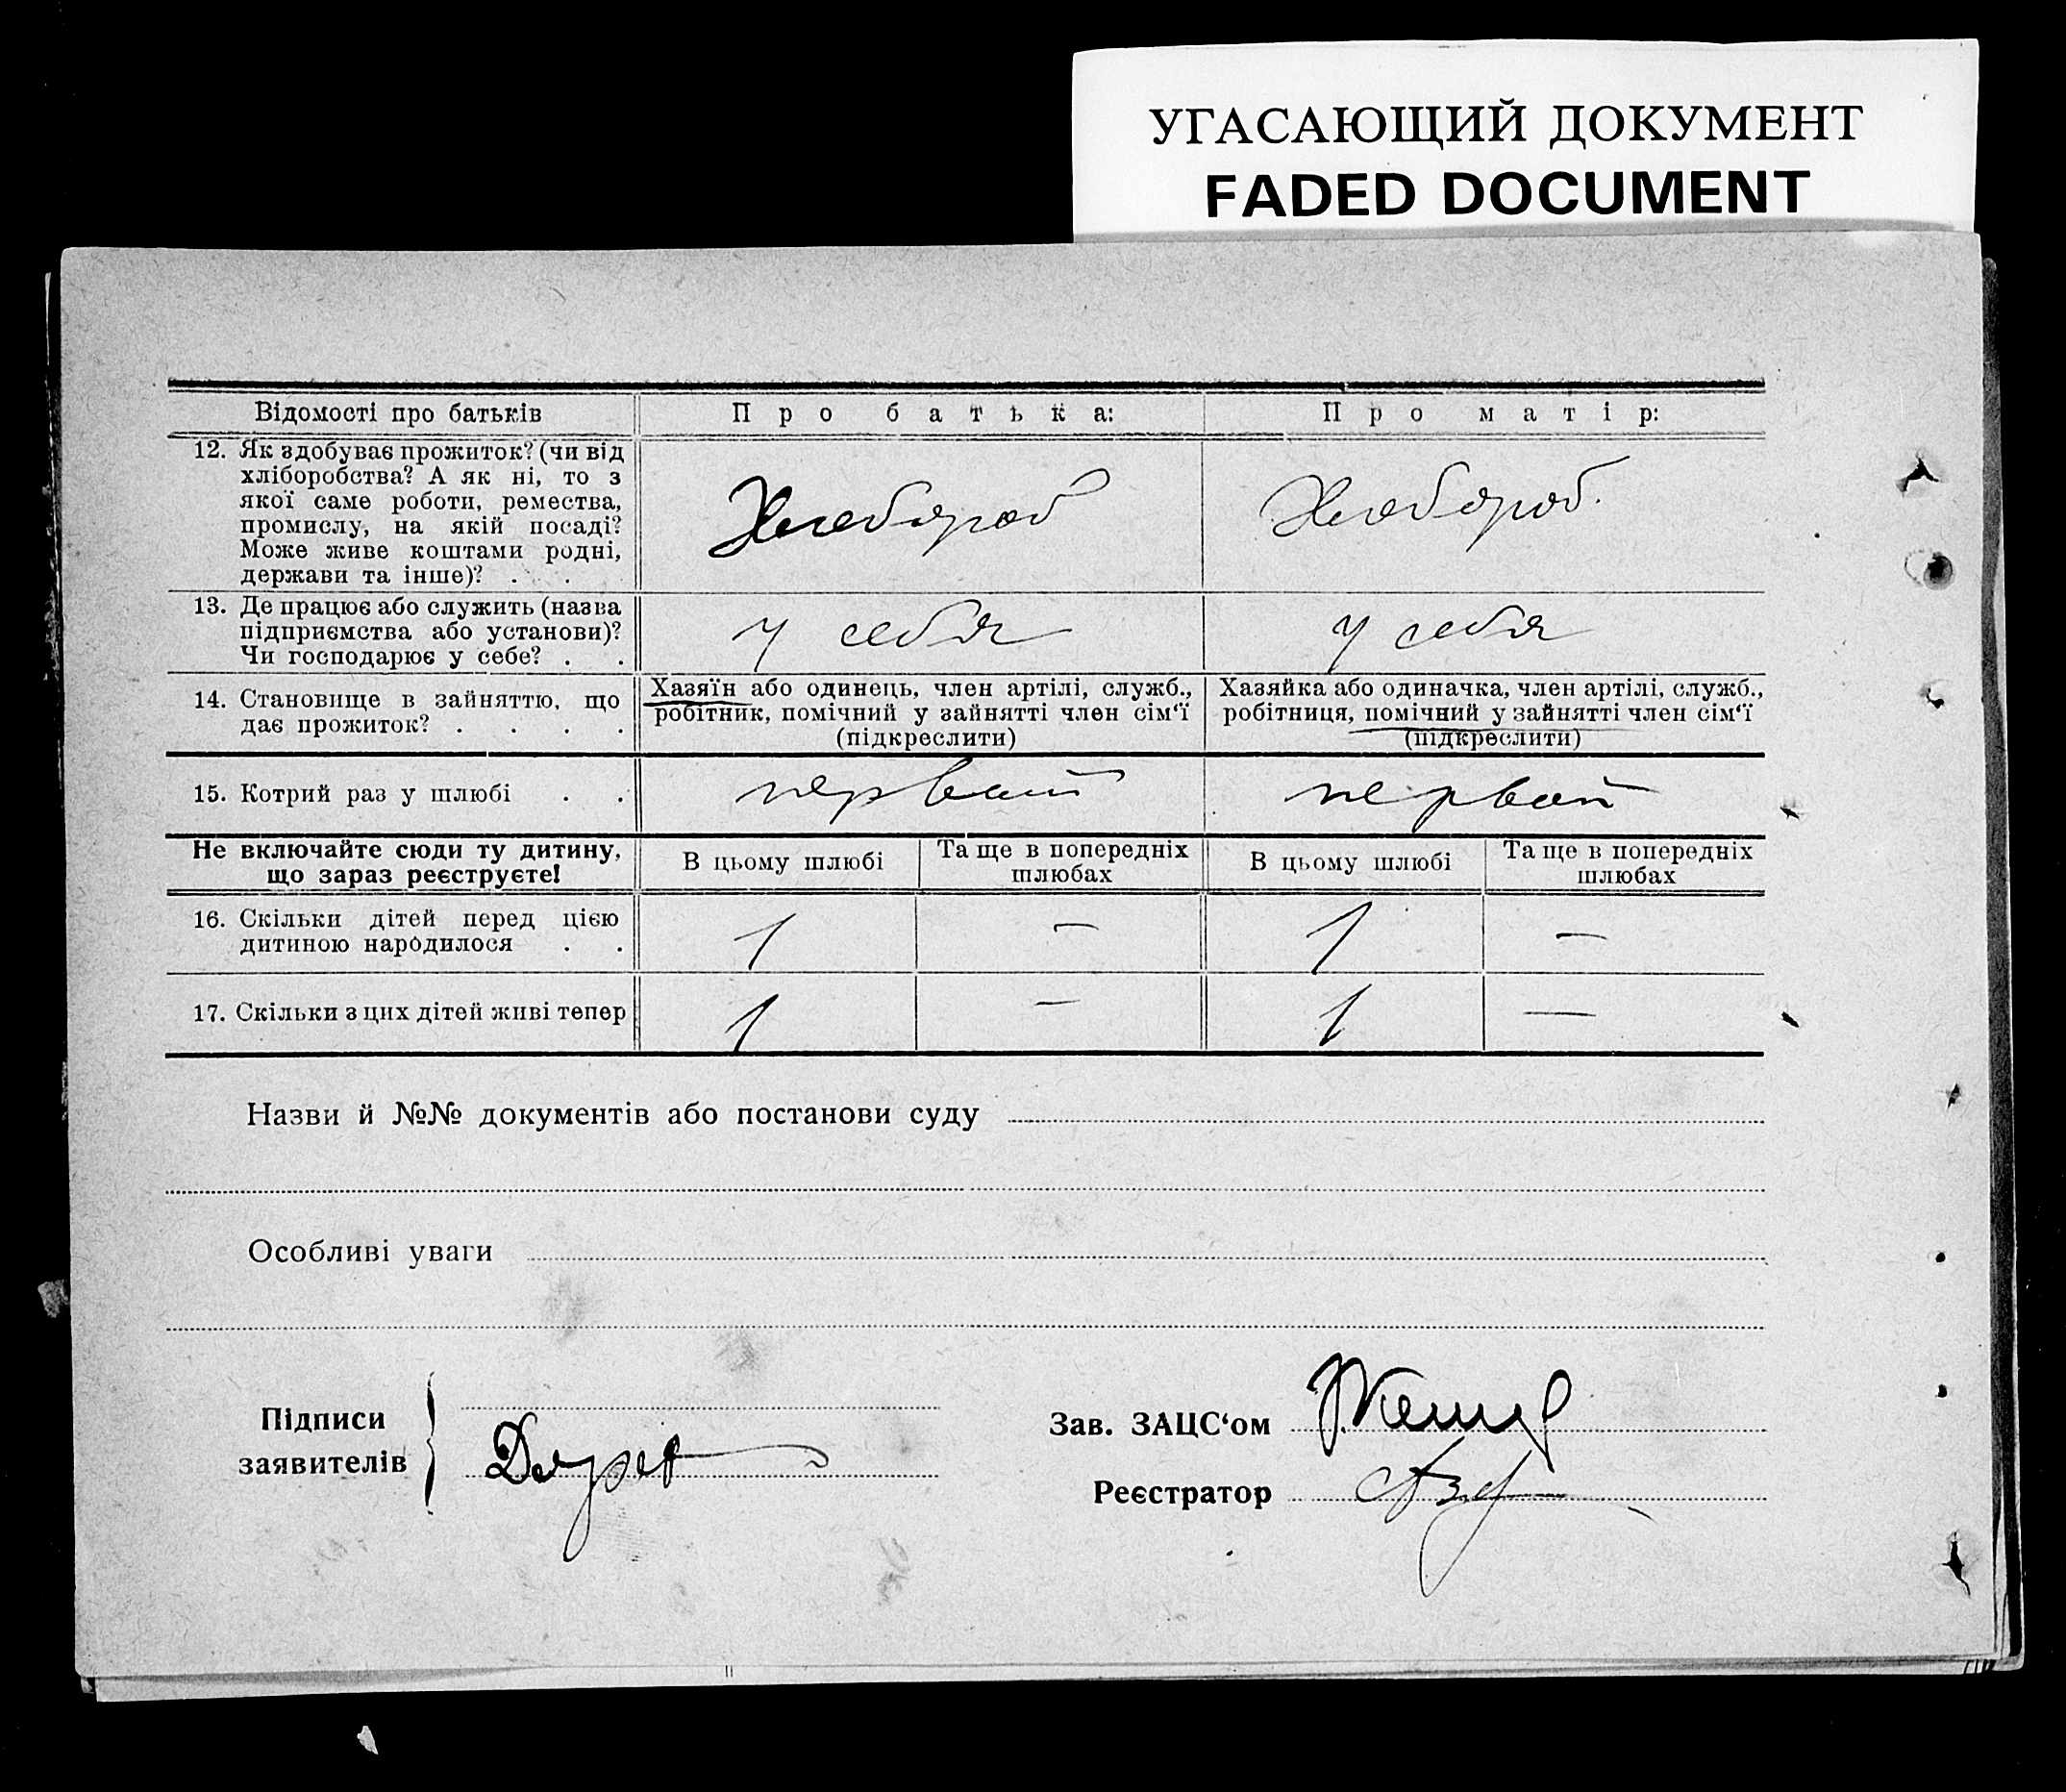 УГАСАЮЩИЙ ДОКУМЕНТ
FADED DOCUMENT
Відомості про батьків
Про батька:
Про матір:
12. Як здобуває прожиток? (чи від
хліборобства? А як ні, то з
якої саме роботи, ремества,
промислу, на якій посаді?
Може живе коштами родні,
держави та інше)? . .
Хлебороб
Хлебороб.
13. Де працює або служить (назва
підприємства або установи)?
Чи господарює у себе? . .
у себя
у себя
14. Становище в зайняттю, що
дає прожиток? . . . .
Хазяїн або одинець, член артілі, служб.,
робітник, помічний у зайнятті член сім‘ї
(підкреслити)
Хазяйка або одиначка, член артілі, служб.,
робітниця, помічний у зайнятті член сім‘ї
(підкреслити)
15. Котрий раз у шлюбі . .
первый
первый
Не включайте сюди ту дитину,
що зараз реєструєте!
В цьому шлюбі
Та ще в попередніх
шлюбах
В цьому шлюбі
Та ще в попередніх
шлюбах
16. Скільки дітей перед цією
дитиною народилося . .
1
—
1
—
17. Скільки з цих дітей живі тепер
1
—
1
—
Назви й №№ документів або постанови суду
Особливі уваги
Підписи
заявителів
Зав. ЗАЦС‘ом
Реєстратор